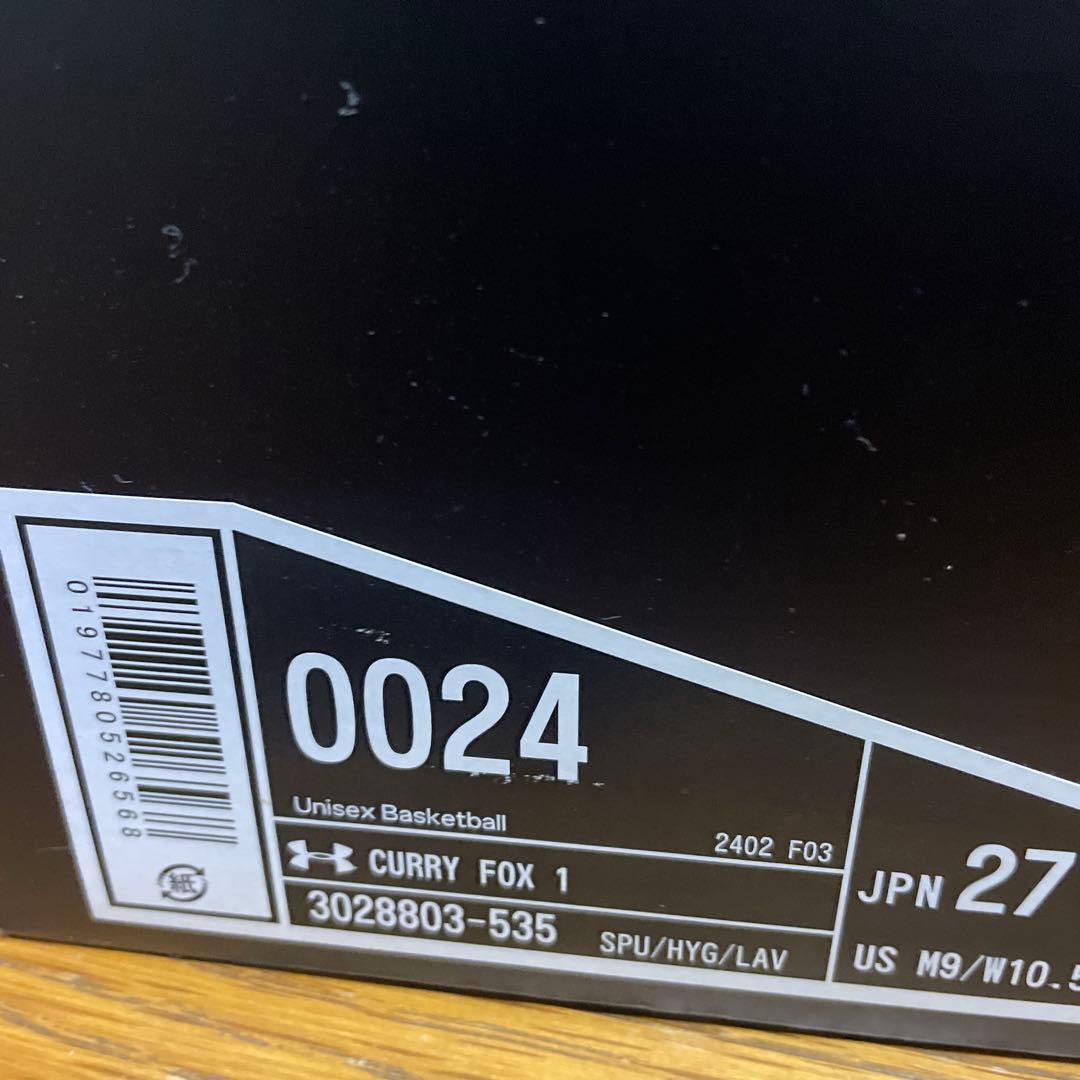 0197780526568
紙
0024
Unisex Basketball
2402 F03
CURRY FOX 1
3028803-535
SPU/HYG/LAV
JPN 27
US M9/W10.5